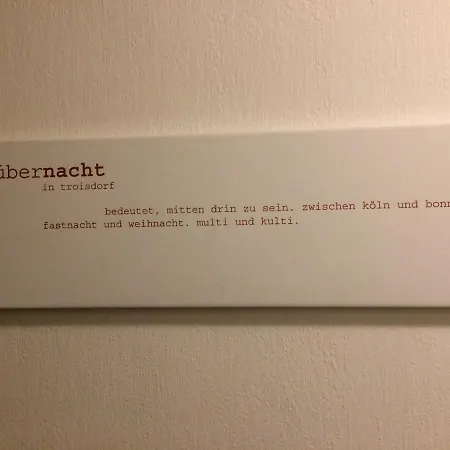 übernacht
in troisdorf
bedeutet, mitten drin zu sein. zwischen köln und bonn
fastnacht und weihnacht. multi und kulti.